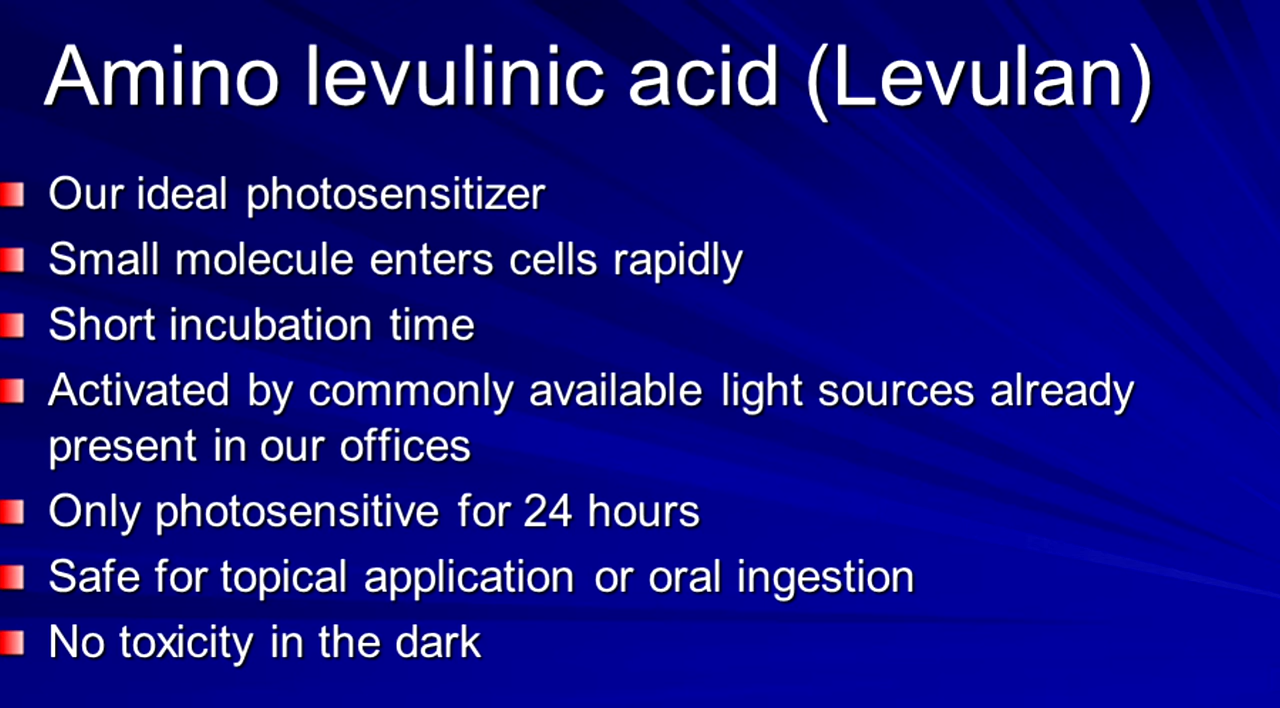 Amino levulinic acid (Levulan)
Our ideal photosensitizer
Small molecule enters cells rapidly
Short incubation time
Activated by commonly available light sources already
present in our offices
Only photosensitive for 24 hours
Safe for topical application or oral ingestion
No toxicity in the dark